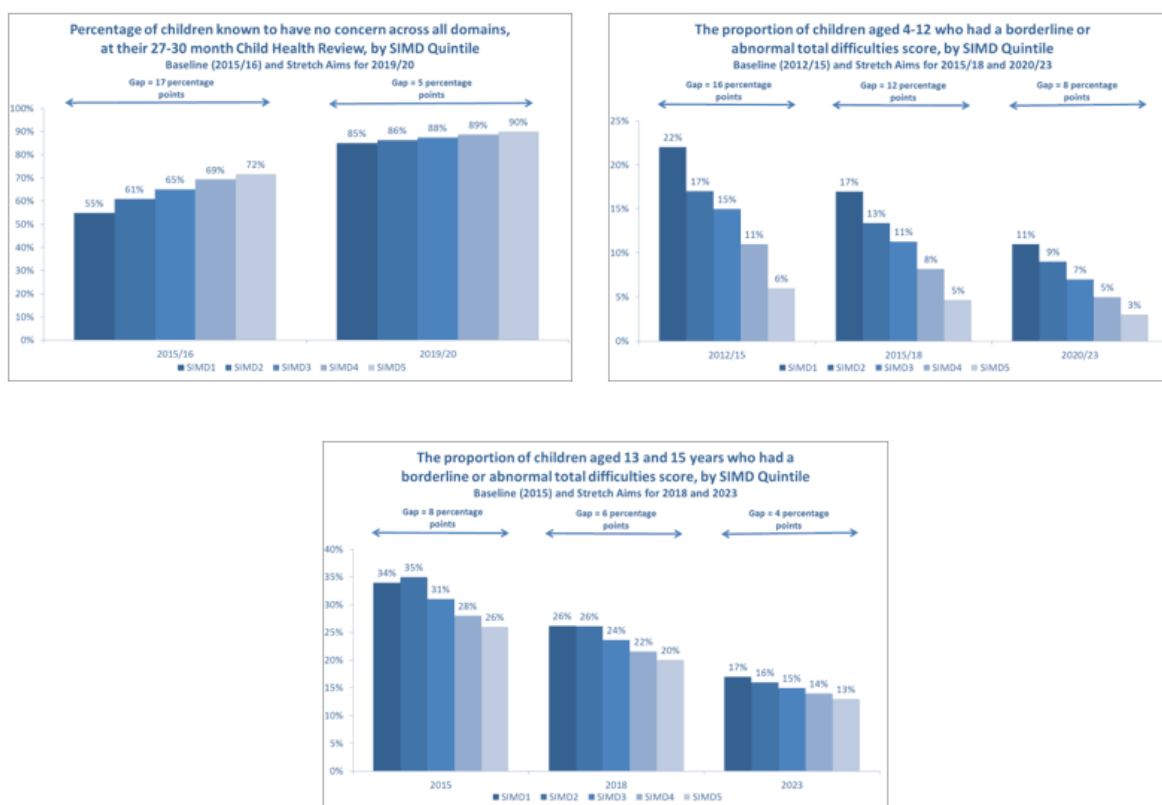 Percentage of children known to have no concern across all domains,
at their 27-30 month Child Health Review, by SIMD Quintile
Baseline (2015/16) and Stretch Aims for 2019/20
Gap = 17 percentage
points
Gap = 5 percentage
points
100%
90%
80%
70%
60%
50%
40%
30%
20%
10%
0%
55%
61%
65%
69%
72%
85%
86%
88%
89%
90%
2015/16
2019/20
SIMD1 SIMD2 SIMD3 SIMD4 SIMD5
The proportion of children aged 4-12 who had a borderline or
abnormal total difficulties score, by SIMD Quintile
Baseline (2012/15) and Stretch Aims for 2015/18 and 2020/23
Gap = 16 percentage
points
Gap = 12 percentage
points
Gap = 8 percentage
points
25%
20%
15%
10%
5%
0%
22%
17%
15%
11%
6%
17%
13%
11%
8%
5%
11%
9%
7%
5%
3%
2012/15
2015/18
2020/23
SIMD1 SIMD2 SIMD3 SIMD4 SIMD5
The proportion of children aged 13 and 15 years who had a
borderline or abnormal total difficulties score, by SIMD Quintile
Baseline (2015) and Stretch Aims for 2018 and 2023
Gap = 8 percentage
points
Gap = 6 percentage
points
Gap = 4 percentage
points
40%
35%
30%
25%
20%
15%
10%
5%
0%
34%
35%
31%
28%
26%
26%
26%
24%
22%
20%
17%
16%
15%
14%
13%
2015
2018
2023
SIMD1 SIMD2 SIMD3 SIMD4 SIMD5